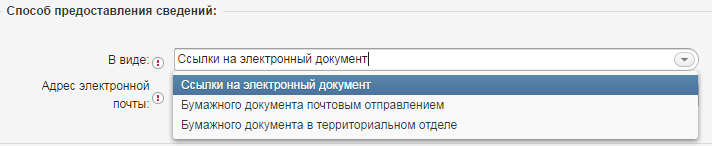 Способ предоставления сведений:
В виде: Ссылки на электронный документ
Адрес электронной почты:
Ссылки на электронный документ
Бумажного документа почтовым отправлением
Бумажного документа в территориальном отделе